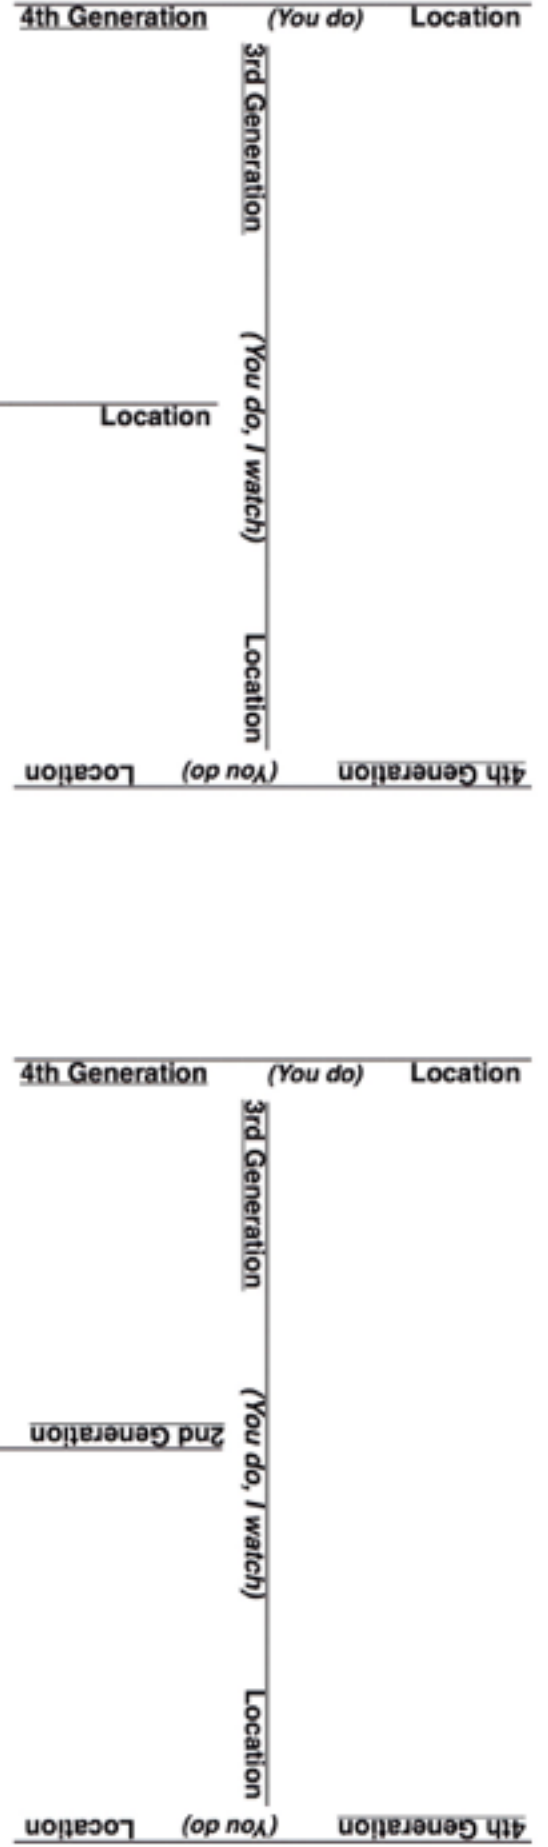 4th Generation (You do) Location
3rd Generation (You do, I watch) Location
Location
4th Generation (You do) Location
4th Generation (You do) Location
3rd Generation (You do, I watch) Location
2nd Generation
4th Generation (You do) Location